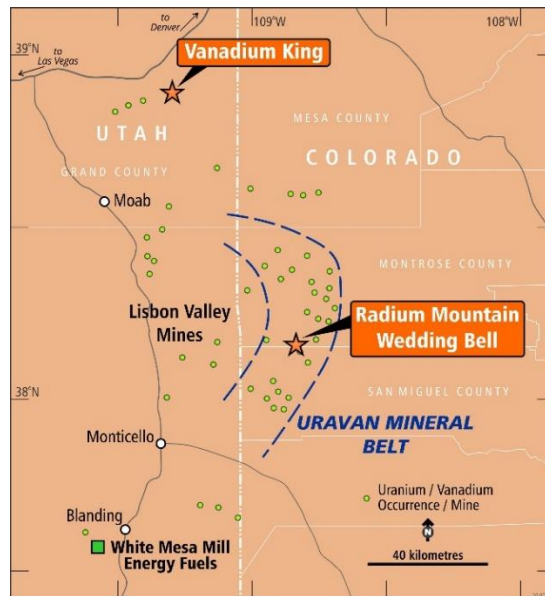 to
Denver
109°W
108°W
39°N
to
Las Vegas
Vanadium King
MESA COUNTY
UTAH
COLORADO
GRAND COUNTY
Moab
MONTROSE COUNTY
Lisbon Valley
Mines
Radium Mountain
Wedding Bell
38°N
SAN MIGUEL COUNTY
URAVAN MINERAL
BELT
Monticello
Uranium / Vanadium
Occurrence / Mine
Blanding
N
White Mesa Mill
Energy Fuels
40 kilometres